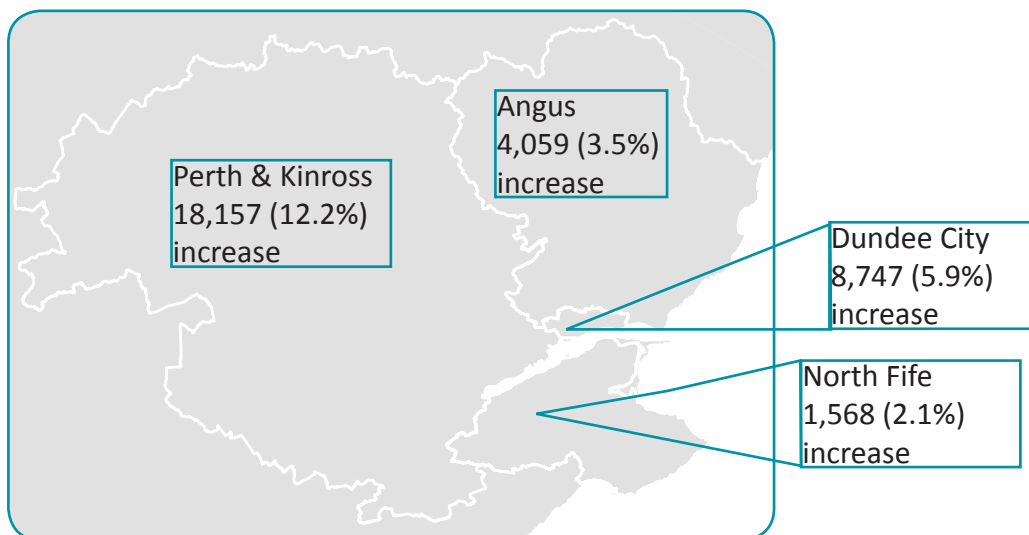 Angus
4,059 (3.5%)
increase
Perth & Kinross
18,157 (12.2%)
increase
Dundee City
8,747 (5.9%)
increase
North Fife
1,568 (2.1%)
increase